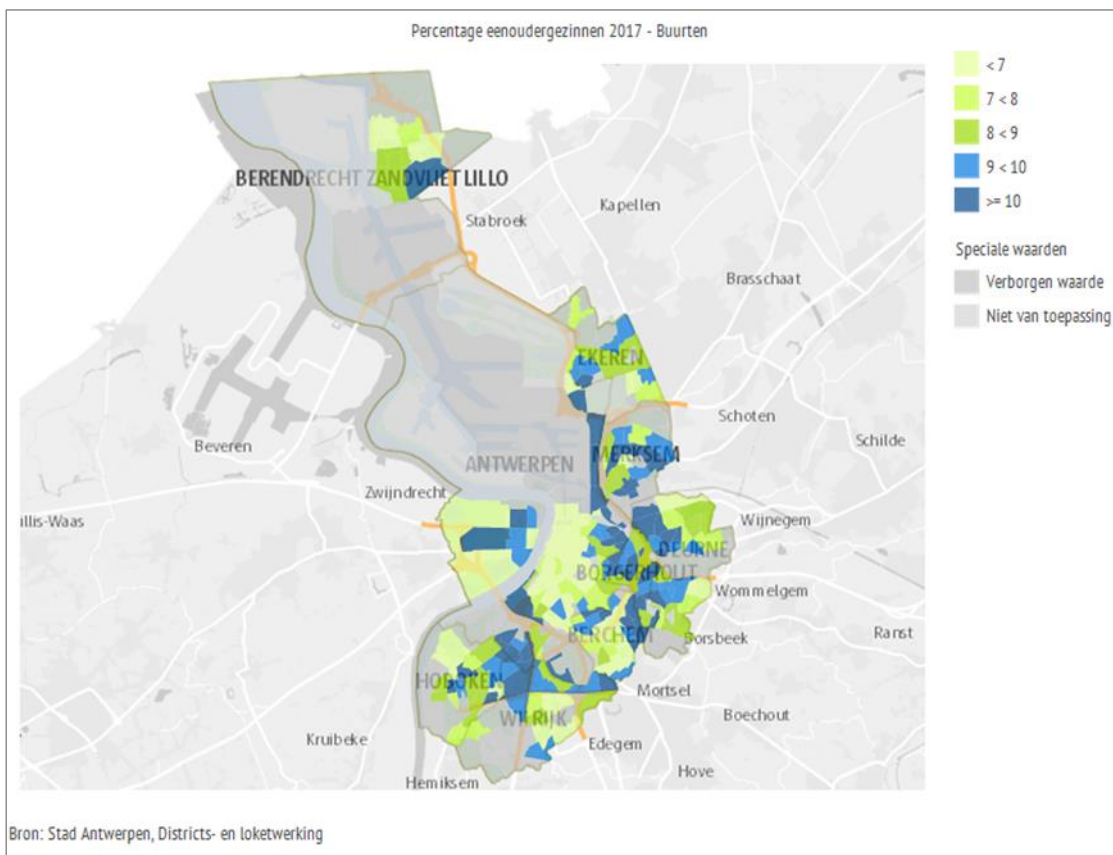 Percentage eenoudergezinnen 2017 - Buurten
< 7
7 < 8
8 < 9
9 < 10
>= 10
Speciale waarden
Verborgen waarde
Niet van toepassing
BERENDRECHT ZANDVLIET LILLO
Stabroek
Kapellen
Brasschaat
EKEREN
Schoten
Beveren
Schilde
MERKSEM
ANTWERPEN
Zwijndrecht
illis-Waas
Wijnegem
DEURNE
BORGERHOUT
Wommelgem
BERCHEM
Borsbeek
Ranst
HOBOKEN
Mortsel
WILRIJK
Boechout
Kruibeke
Edegem
Hove
Hemiksem
Bron: Stad Antwerpen, Districts- en loketwerking